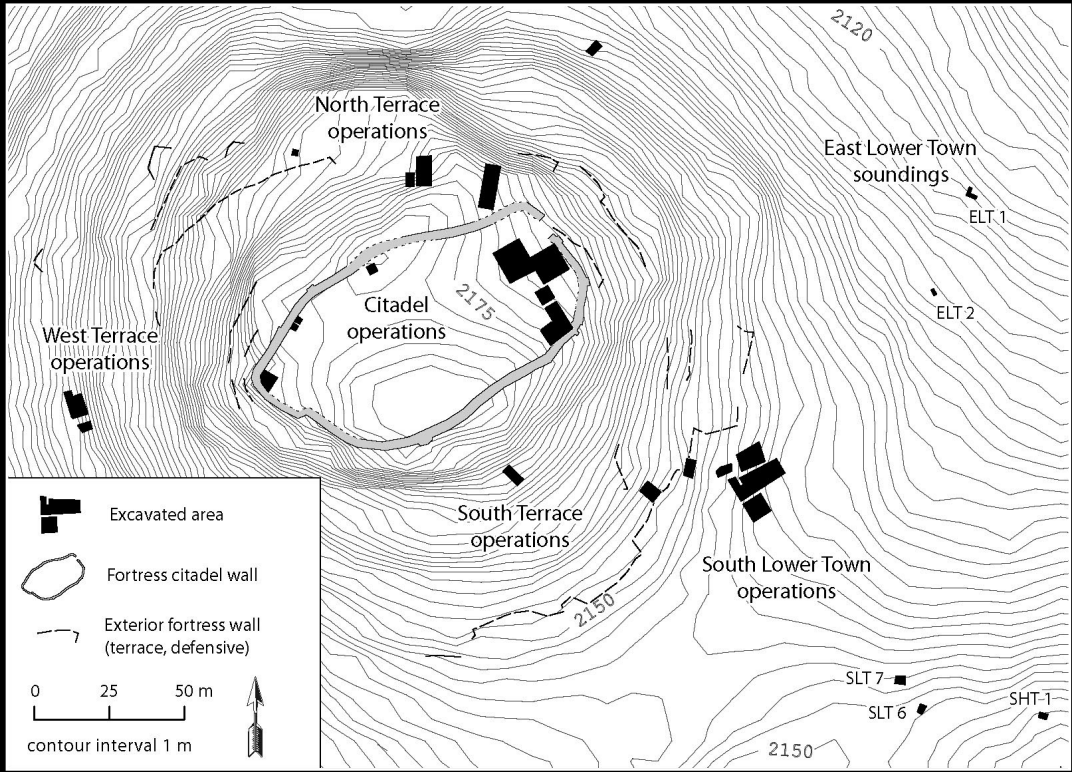 2120
North Terrace
operations
East Lower Town
soundings
ELT 1
ELT 2
2175
Citadel
operations
West Terrace
operations
South Terrace
operations
South Lower Town
operations
2150
SLT 7
SLT 6
SHT 1
2150
Excavated area
Fortress citadel wall
Exterior fortress wall
(terrace, defensive)
0 25 50 m
contour interval 1 m